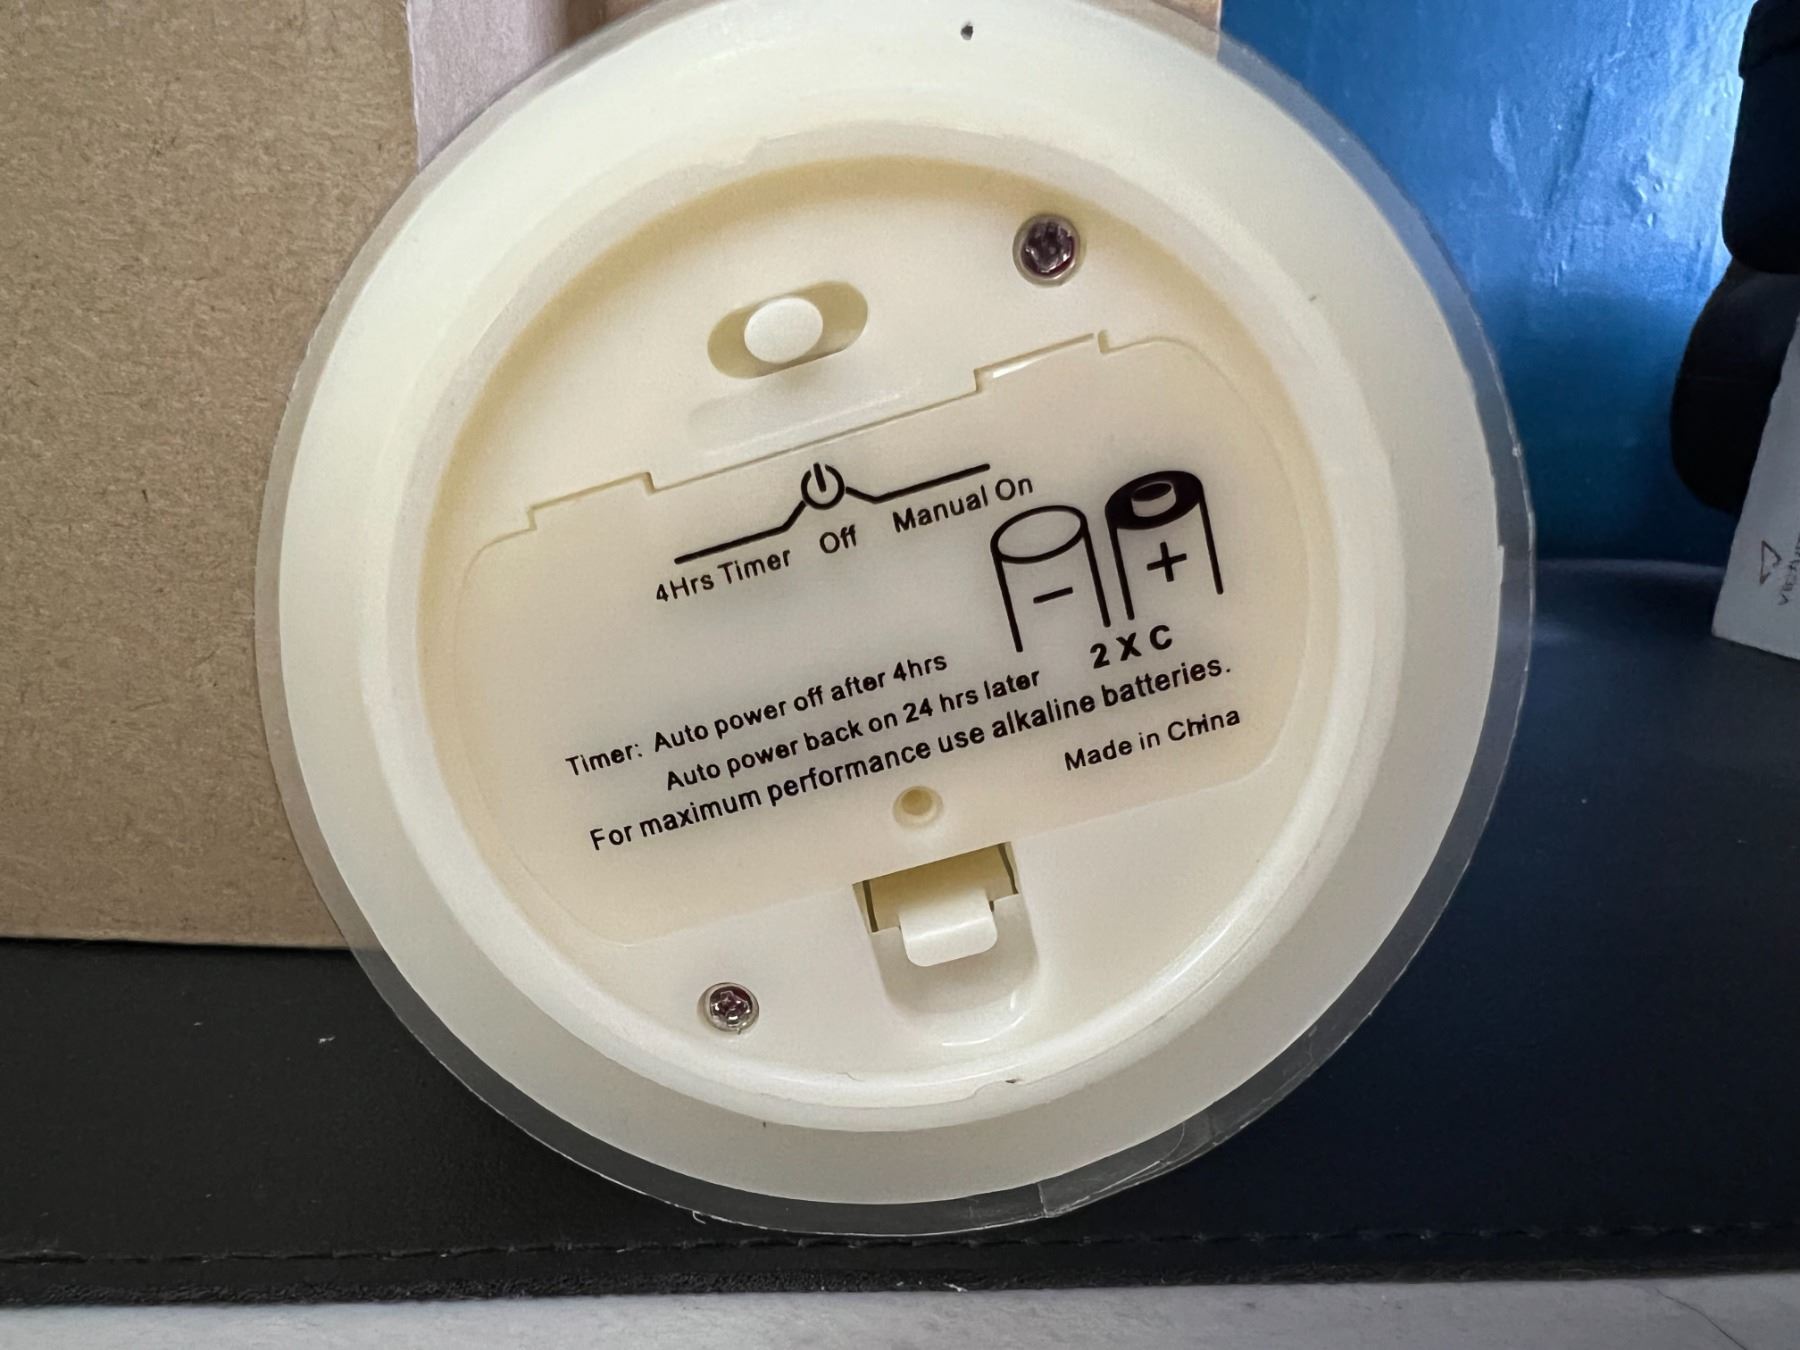 4Hrs Timer Off Manual On
- +
2 X C
Timer: Auto power off after 4hrs
Auto power back on 24 hrs later
For maximum performance use alkaline batteries.
Made in China